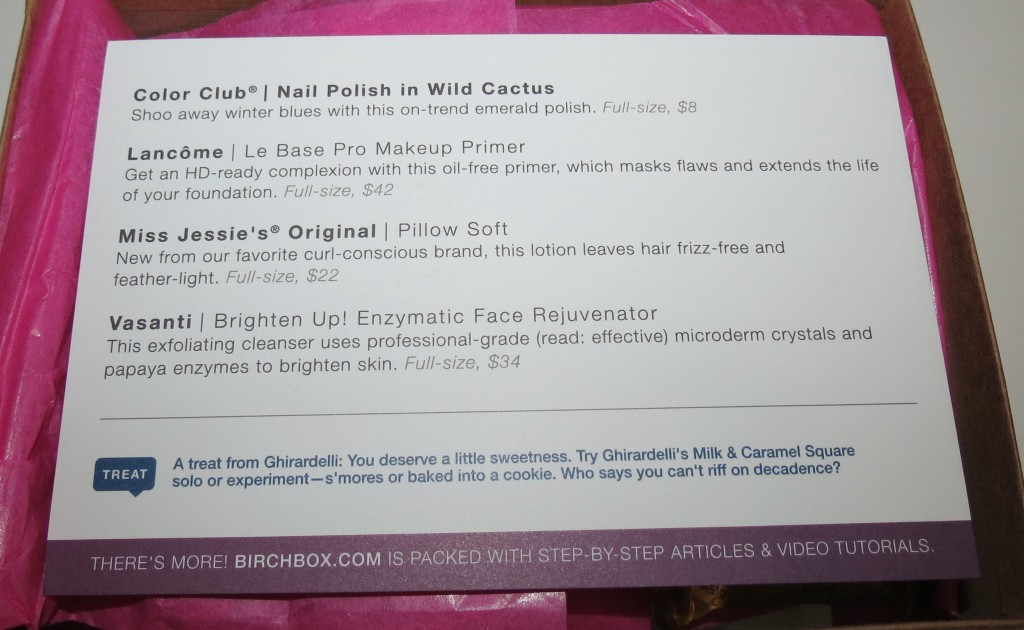 Color Club® | Nail Polish in Wild Cactus
Shoo away winter blues with this on-trend emerald polish. Full-size, $8
Lancôme | Le Base Pro Makeup Primer
Get an HD-ready complexion with this oil-free primer, which masks flaws and extends the life
of your foundation. Full-size, $42
Miss Jessie's® Original | Pillow Soft
New from our favorite curl-conscious brand, this lotion leaves hair frizz-free and
feather-light. Full-size, $22
Vasanti | Brighten Up! Enzymatic Face Rejuvenator
This exfoliating cleanser uses professional-grade (read: effective) microderm crystals and
papaya enzymes to brighten skin. Full-size, $34
TREAT
A treat from Ghirardelli: You deserve a little sweetness. Try Ghirardelli's Milk & Caramel Square
solo or experiment—s'mores or baked into a cookie. Who says you can't riff on decadence?
THERE'S MORE! BIRCHBOX.COM IS PACKED WITH STEP-BY-STEP ARTICLES & VIDEO TUTORIALS.